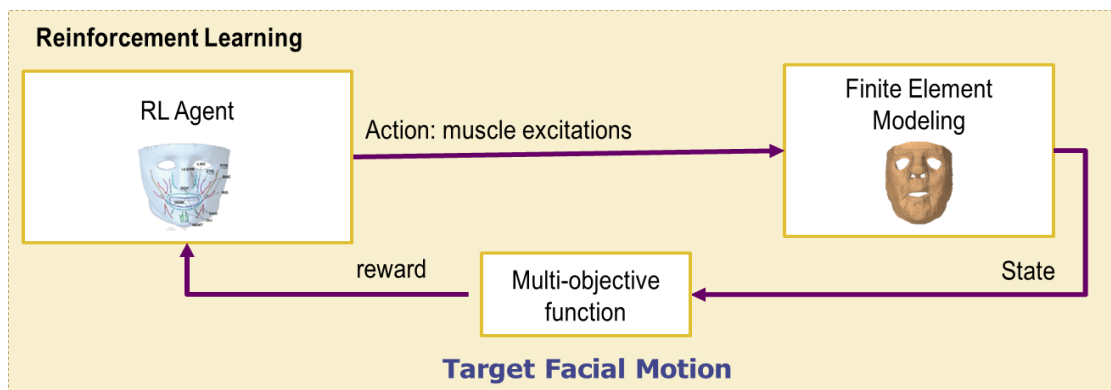 Reinforcement Learning
RL Agent
Action: muscle excitations
Finite Element
Modeling
reward
Multi-objective
function
State
Target Facial Motion